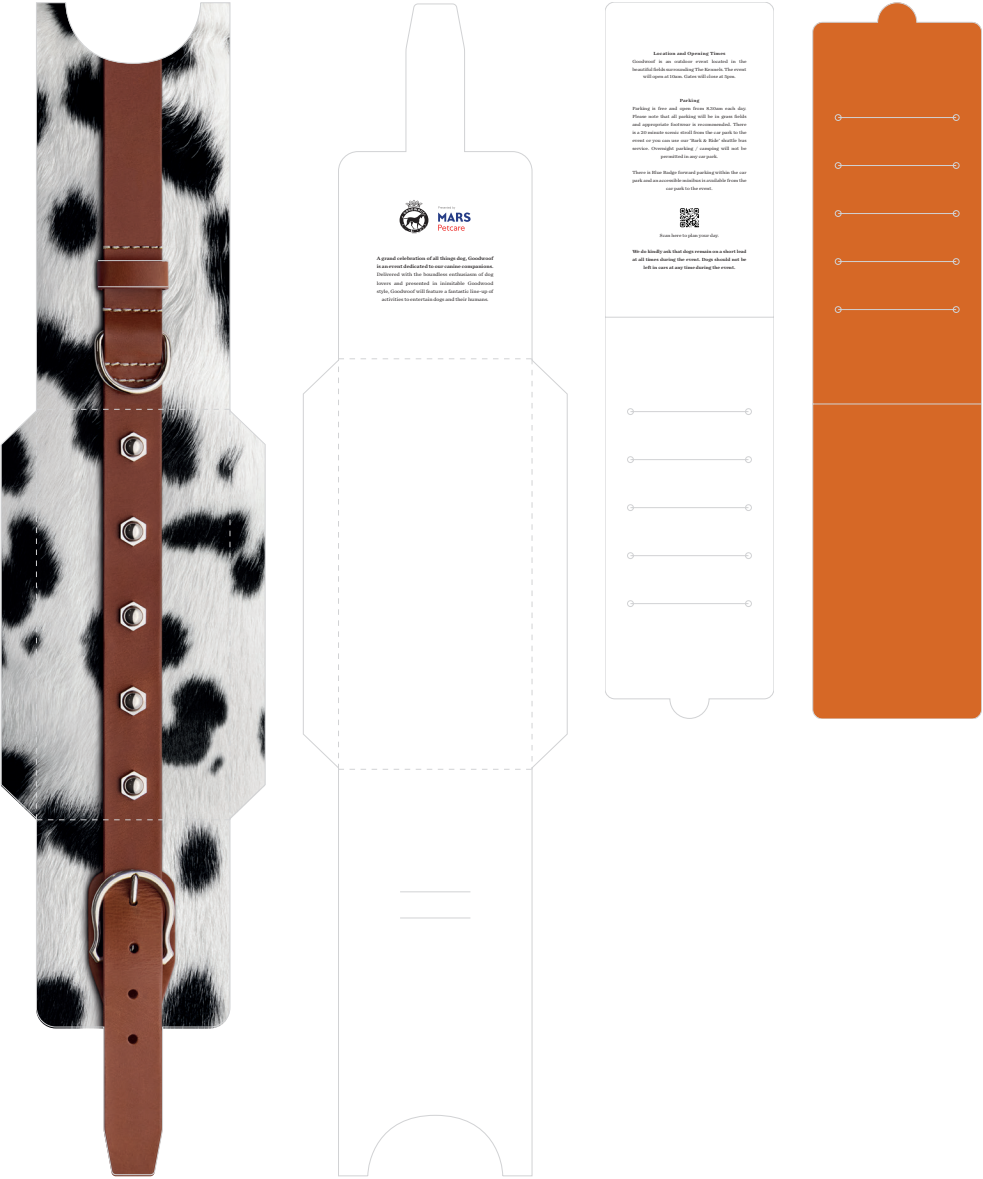 Presented by
MARS
Petcare
A grand celebration of all things dog, Goodwoof
is an event dedicated to our canine companions.
Delivered with the boundless enthusiasm of dog
lovers and presented in inimitable Goodwood
style, Goodwoof will feature a fantastic line-up of
activities to entertain dogs and their humans
Location and Opening Times
Goodwoof is an outdoor event located in the
beautiful fields surrounding The Kennels. The event
will open at 10am. Gates will close at 5pm.
Parking
Parking is free and open from 8:30am each day.
Please note that all parking will be in grass fields
and appropriate footwear is recommended. There
is a 20 minute scenic stroll from the car park to the
event or you can use our 'Bark & Ride' shuttle bus
service. Overnight parking / camping will not be
permitted in any car park.
There is Blue Badge forward parking within the car
park and an accessible minibus is available from the
car park to the event.
Scan here to plan your day.
We do kindly ask that dogs remain on a short lead
at all times during the event. Dogs should not be
left in cars at any time during the event.